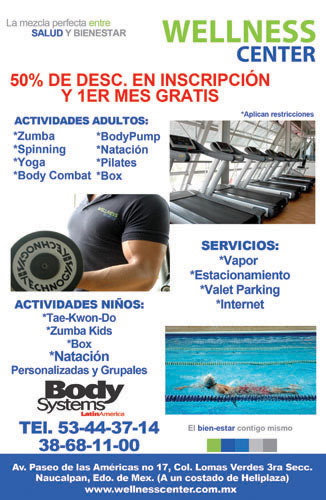 La mezcla perfecta entre
SALUD Y BIENESTAR
WELLNESS
CENTER
50% DE DESC. EN INSCRIPCIÓN
Y 1ER MES GRATIS
*Aplican restricciones
ACTIVIDADES ADULTOS:
*Zumba
*Spinning
*Yoga
*Body Combat
*BodyPump
*Natación
*Pilates
*Box
WELLNESS
TECHNOGYM
TECHNOGYM
SERVICIOS:
*Vapor
*Estacionamiento
*Valet Parking
*Internet
ACTIVIDADES NIÑOS:
*Tae-Kwon-Do
*Zumba Kids
*Box
*Natación
Personalizadas y Grupales
Body
Systems
LatinAmerica
TEL. 53-44-37-14
38-68-11-00
El bien-estar contigo mismo
Av. Paseo de las Américas no 17, Col. Lomas Verdes 3ra Secc.
Naucalpan, Edo. de Mex. (A un costado de Heliplaza)
www.wellnesscenter.com.mx